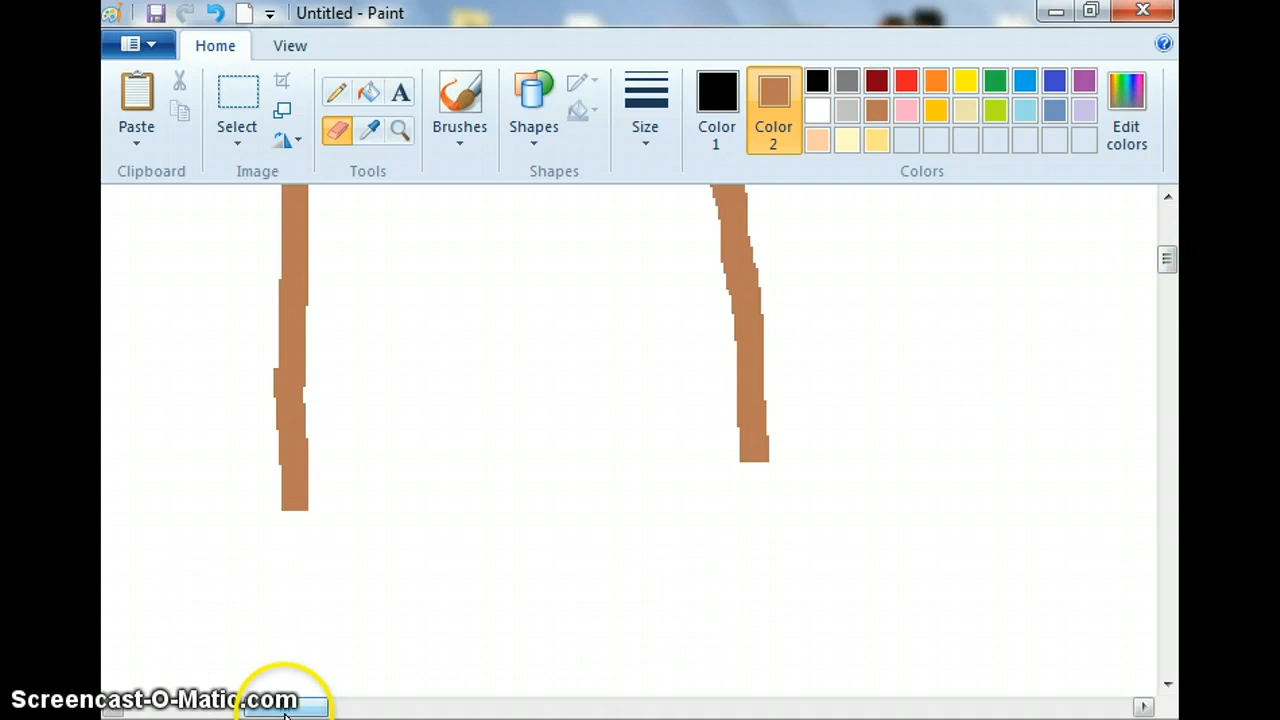 Untitled - Paint
Home View
Paste
Select
Brushes
Shapes
Size
Color 1
Color 2
Edit colors
Clipboard
Image
Tools
Shapes
Colors
A
Screencast-O-Matic.com